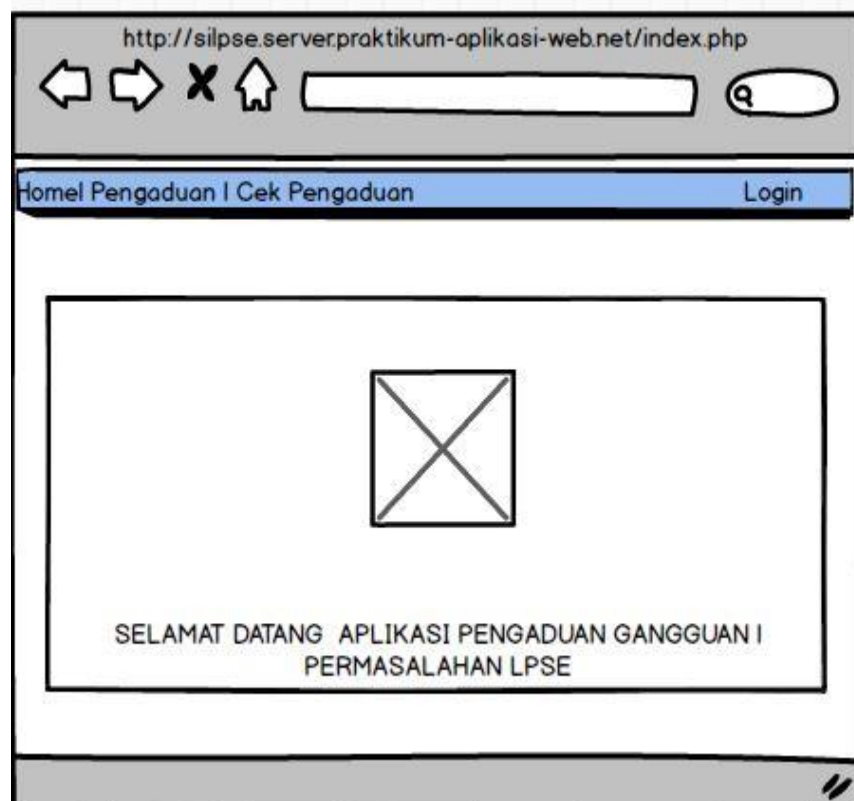 http://silpse.server.praktikum-aplikasi-web.net/index.php
Home| Pengaduan | Cek Pengaduan Login
SELAMAT DATANG APLIKASI PENGADUAN GANGGUAN |
PERMASALAHAN LPSE